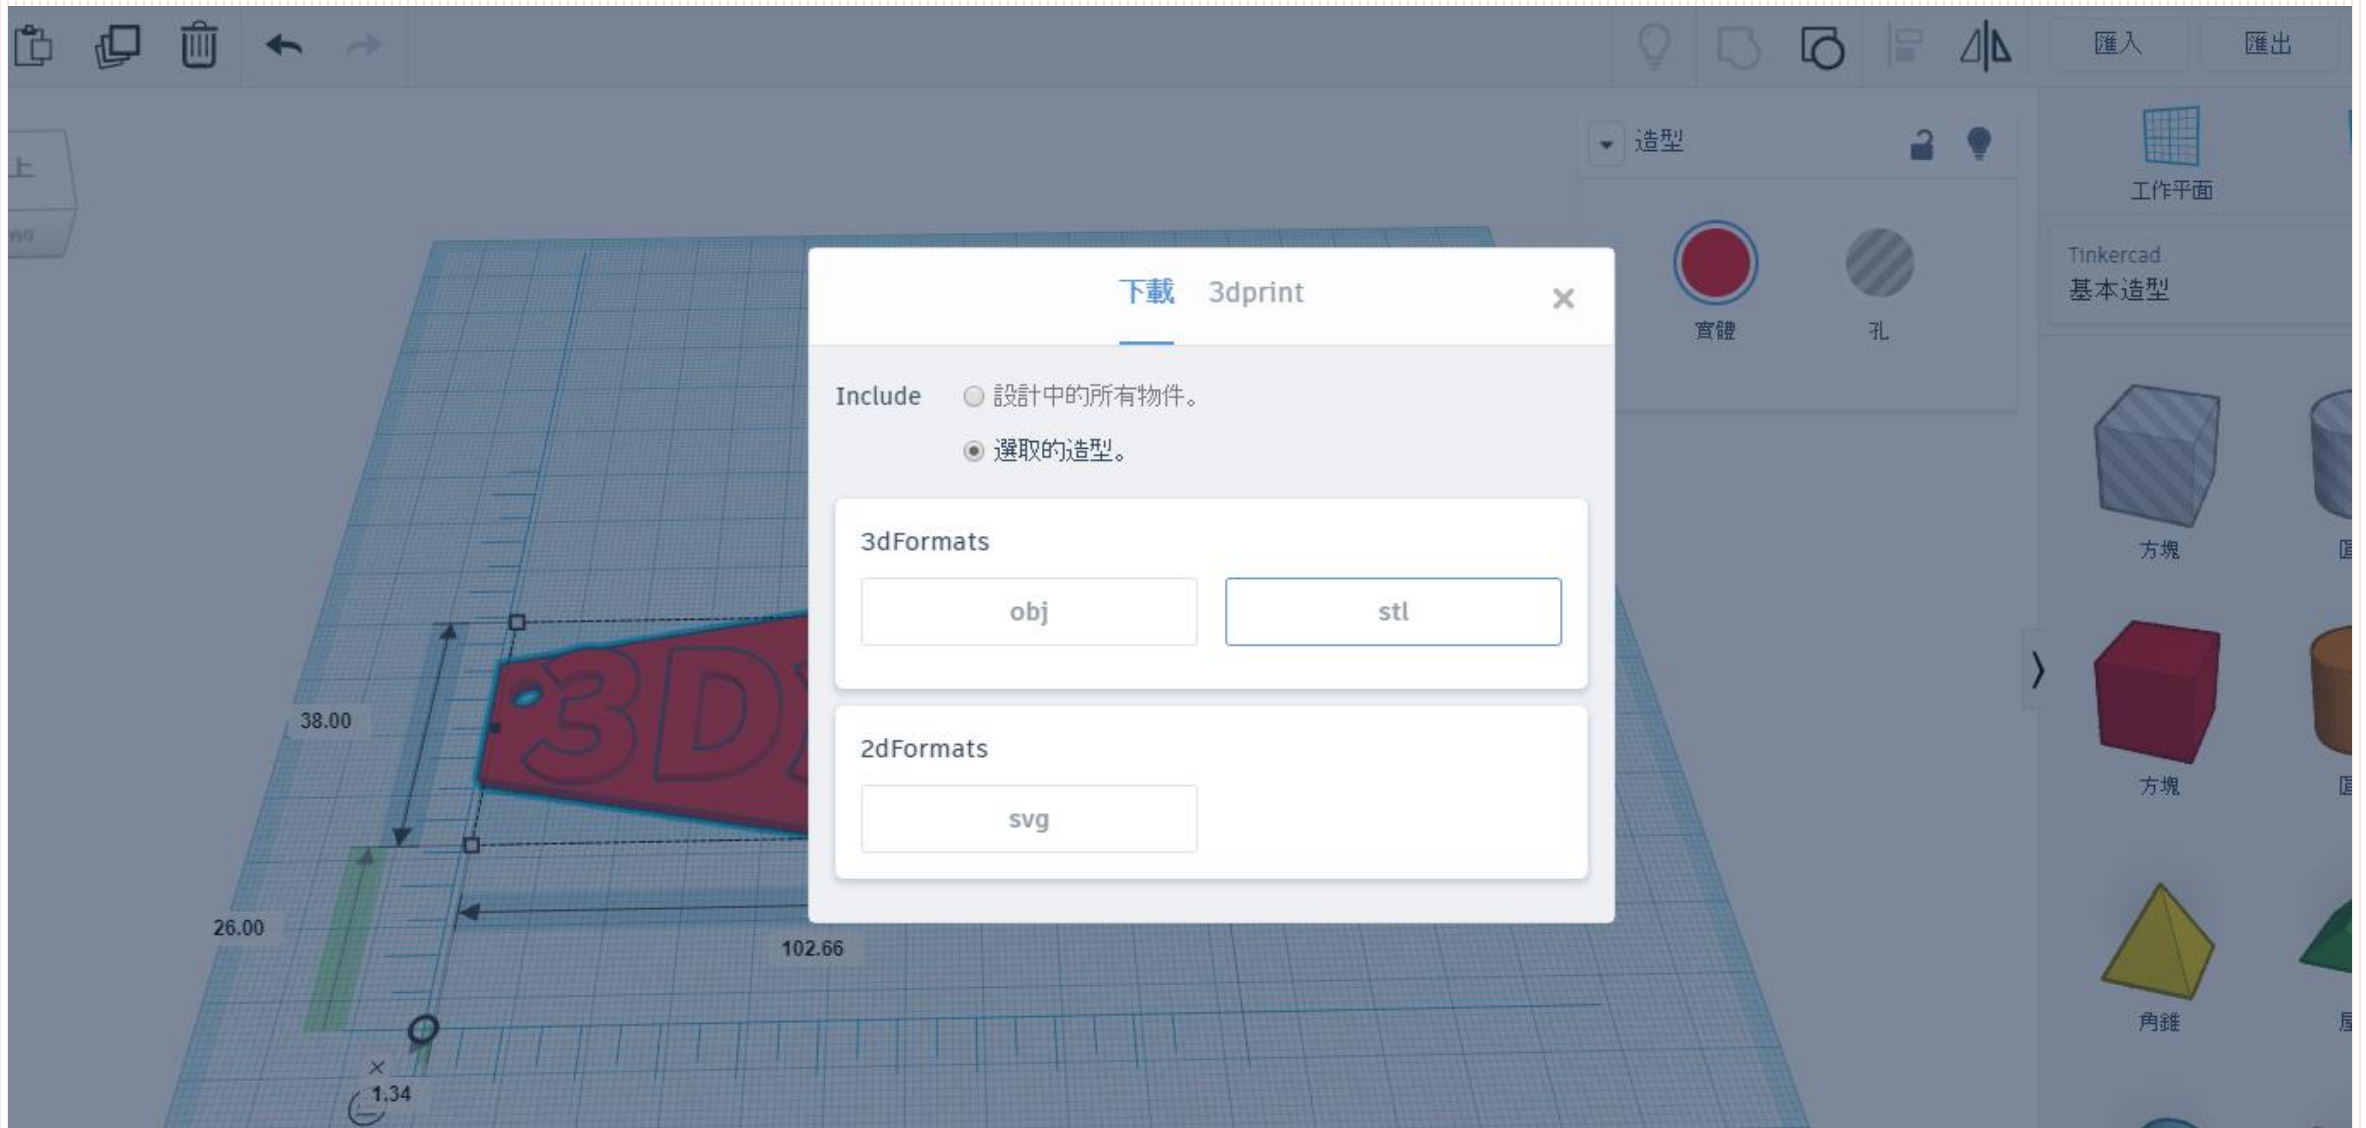 匯入
匯出
上
造型
工作平面
Tinkercad
基本造型
實體
孔
下載
3dprint
Include
設計中的所有物件。
選取的造型。
3dFormats
obj
stl
2dFormats
svg
方塊
方塊
角錐
3D
38.00
26.00
102.66
1.34